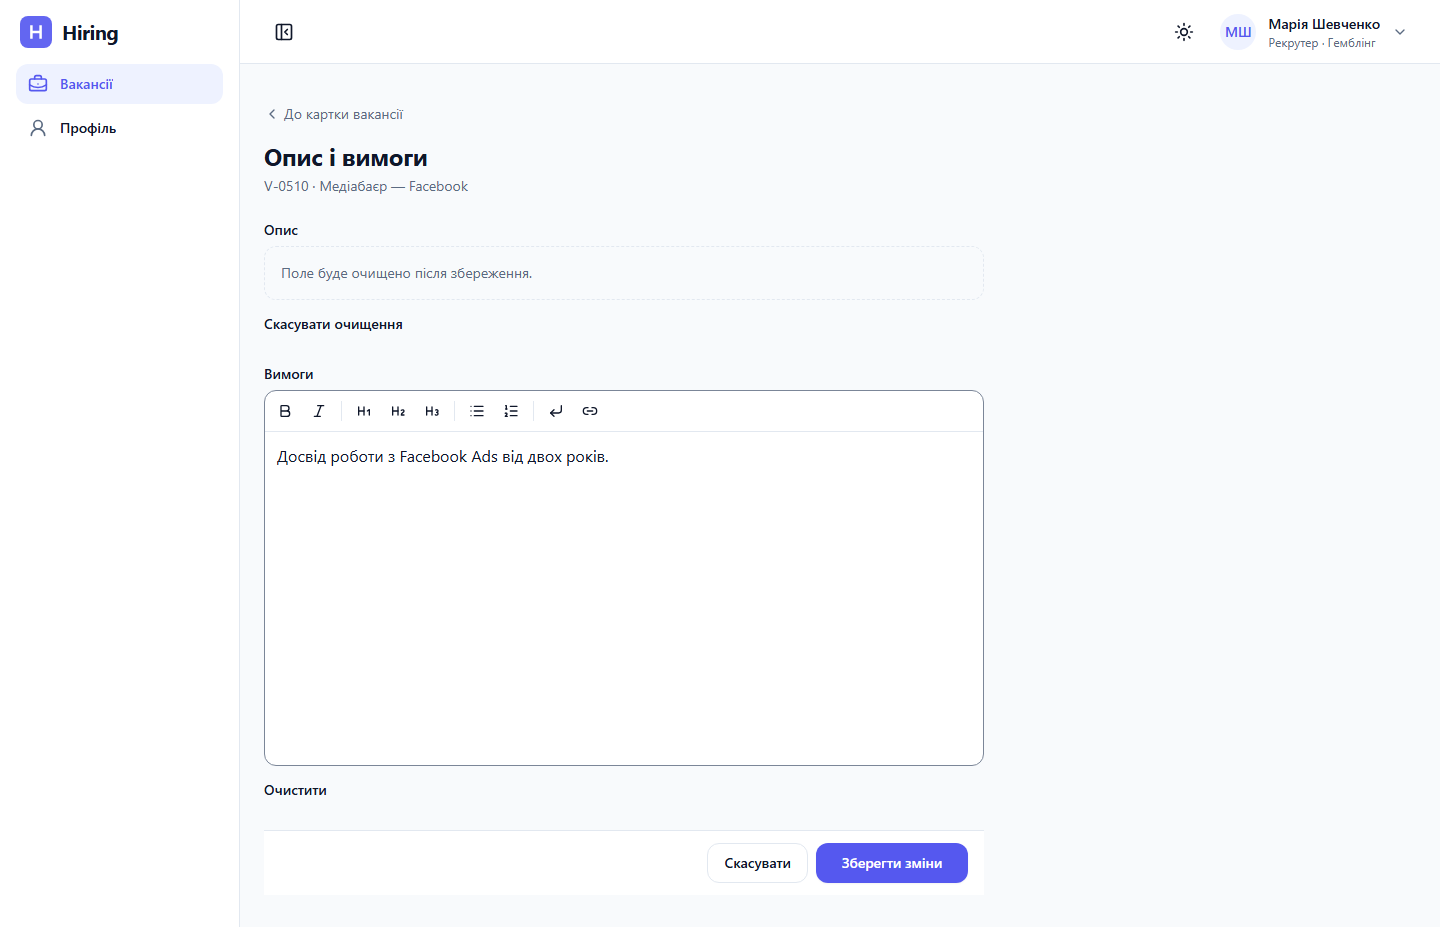 H Hiring
Вакансії
Профіль
МШ
Марія Шевченко
Рекрутер · Гемблінг
До картки вакансії
Опис і вимоги
V-0510 · Медіабаєр — Facebook
Опис
Поле буде очищено після збереження.
Скасувати очищення
Вимоги
B I H1 H2 H3
Досвід роботи з Facebook Ads від двох років.
Очистити
Скасувати
Зберегти зміни